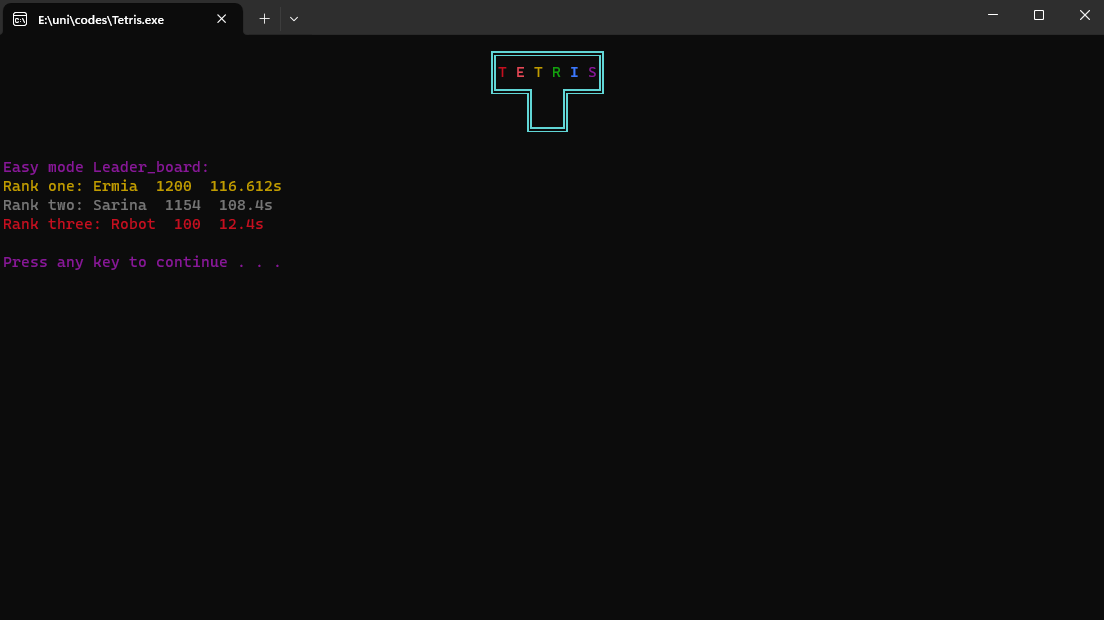 E:\uni\codes\Tetris.exe
T E T R I S
Easy mode Leader_board:
Rank one: Ermia  1200  116.612s
Rank two: Sarina  1154  108.4s
Rank three: Robot  100  12.4s
Press any key to continue . . .